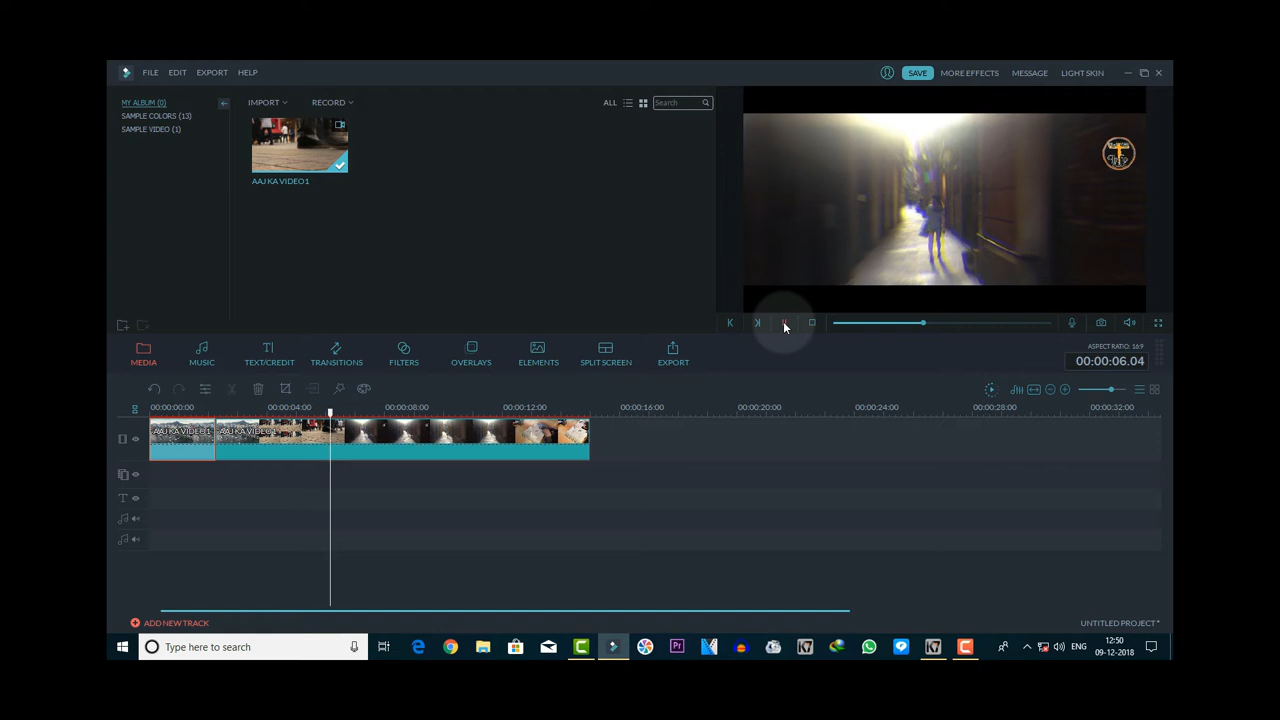 FILE EDIT EXPORT HELP
SAVE MORE EFFECTS MESSAGE LIGHT SKIN
MY ALBUM (0)
SAMPLE COLORS (13)
SAMPLE VIDEO (1)
IMPORT RECORD
ALL Search
AAJ KA VIDEO1
MEDIA MUSIC TEXT/CREDIT TRANSITIONS FILTERS OVERLAYS ELEMENTS SPLIT SCREEN EXPORT
ASPECT RATIO: 16:9
00:00:06.04
00:00:00:00 00:00:04:00 00:00:08:00 00:00:12:00 00:00:16:00 00:00:20:00 00:00:24:00 00:00:28:00 00:00:32:00
AAJ KA VIDEO1 AAJ KA VIDEO1
ADD NEW TRACK
UNTITLED PROJECT*
Type here to search
Pr
ENG
12:50
09-12-2018